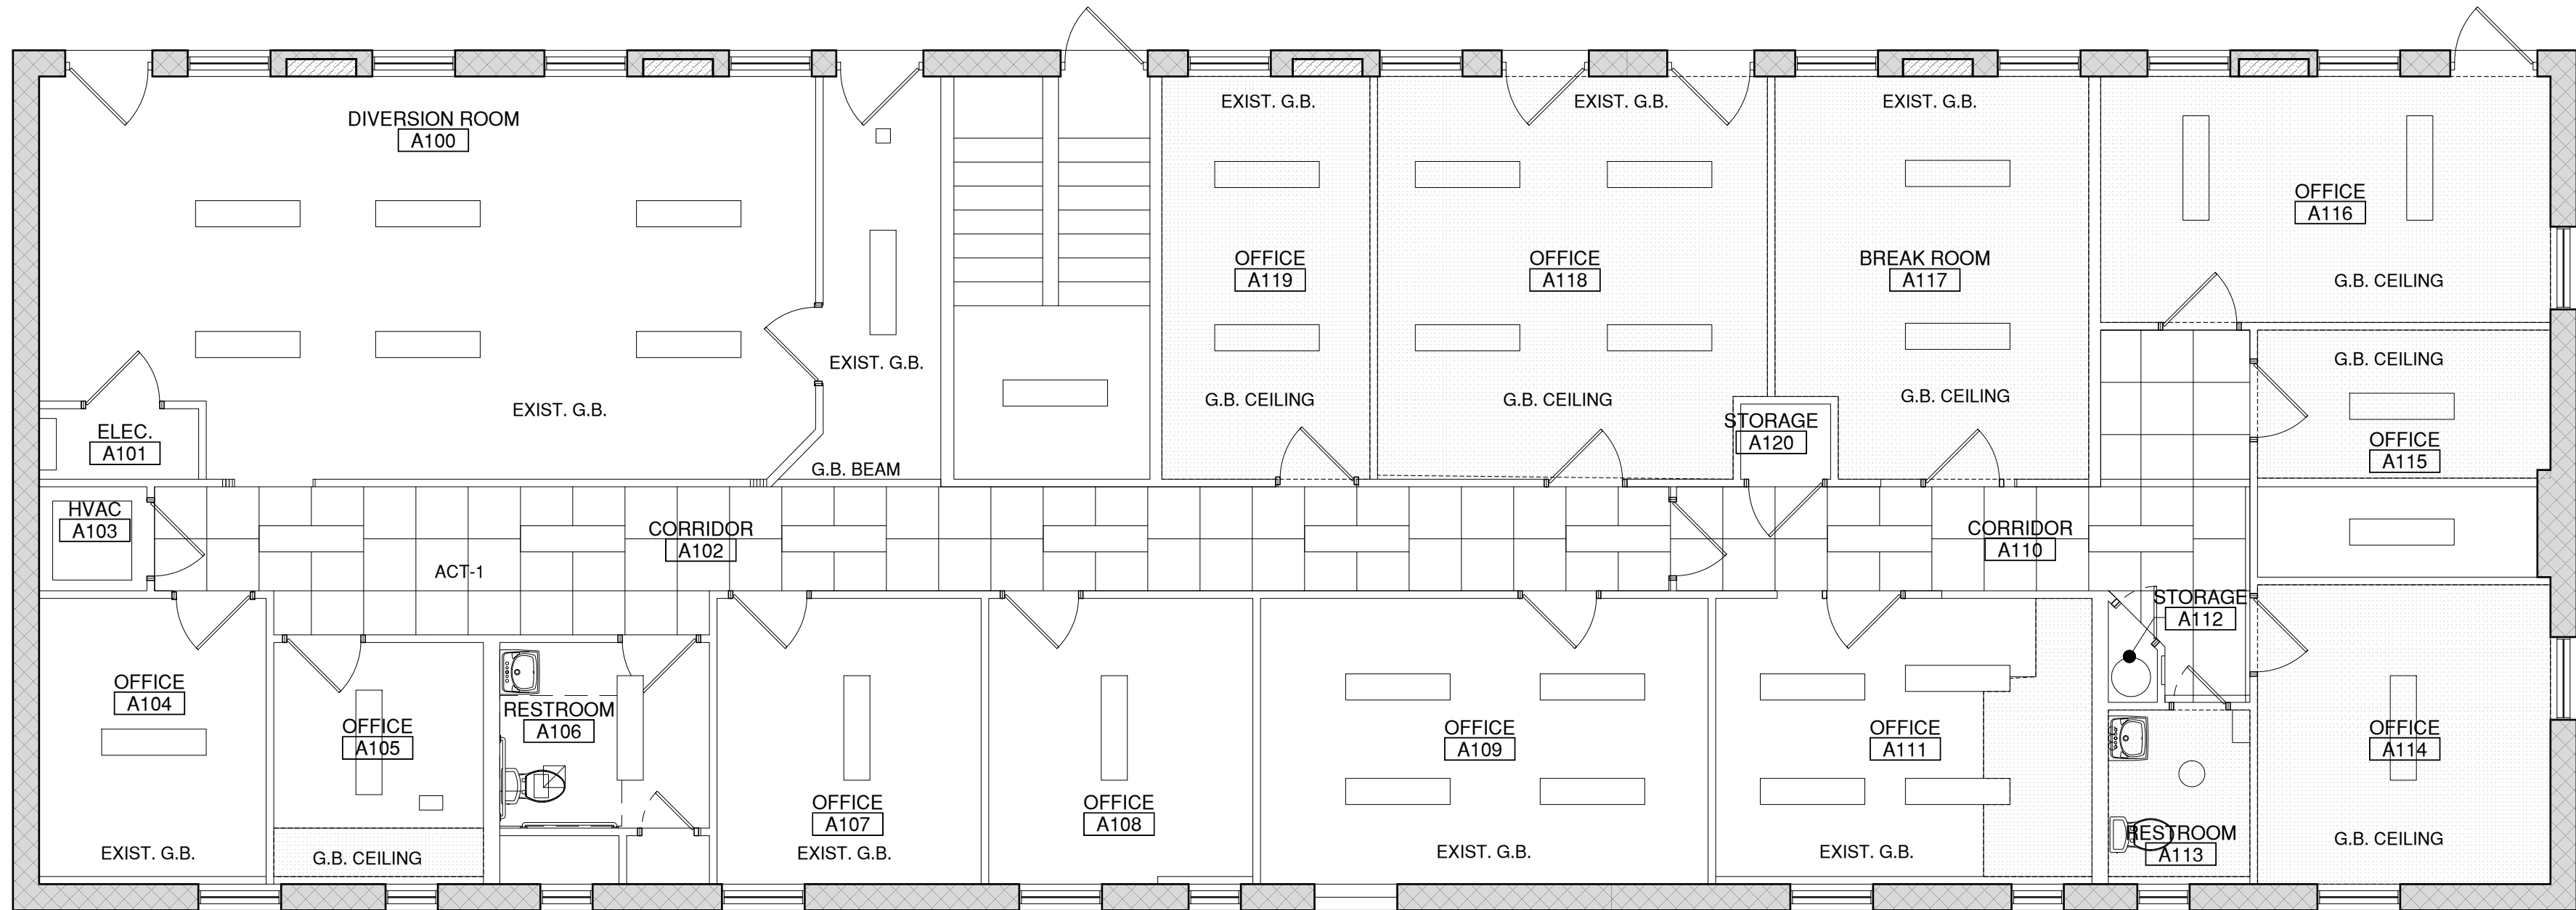 EXIST. G.B.
EXIST. G.B.
EXIST. G.B.
DIVERSION ROOM
A100
OFFICE
A116
OFFICE
A119
OFFICE
A118
BREAK ROOM
A117
G.B. CEILING
EXIST. G.B.
G.B. CEILING
EXIST. G.B.
G.B. CEILING
G.B. CEILING
G.B. CEILING
ELEC.
A101
STORAGE
A120
OFFICE
A115
G.B. BEAM
HVAC
A103
CORRIDOR
A102
CORRIDOR
A110
ACT-1
STORAGE
A112
OFFICE
A104
OFFICE
A105
RESTROOM
A106
OFFICE
A109
OFFICE
A111
OFFICE
A114
OFFICE
A107
OFFICE
A108
RESTROOM
A113
EXIST. G.B.
G.B. CEILING
EXIST. G.B.
EXIST. G.B.
EXIST. G.B.
G.B. CEILING